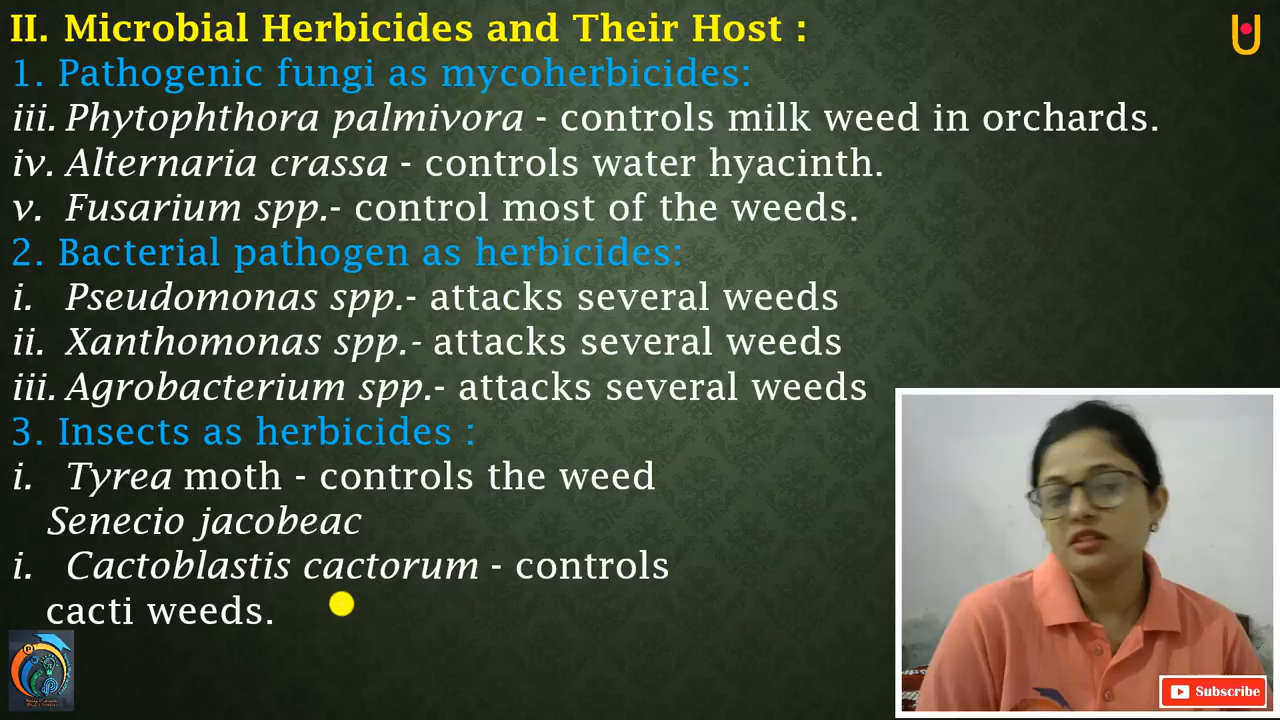 II. Microbial Herbicides and Their Host :
1. Pathogenic fungi as mycoherbicides:
iii. Phytophthora palmivora - controls milk weed in orchards.
iv. Alternaria crassa - controls water hyacinth.
v. Fusarium spp.- control most of the weeds.
2. Bacterial pathogen as herbicides:
i. Pseudomonas spp.- attacks several weeds
ii. Xanthomonas spp.- attacks several weeds
iii. Agrobacterium spp.- attacks several weeds
3. Insects as herbicides :
i. Tyrea moth - controls the weed
Senecio jacobeac
i. Cactoblastis cactorum - controls
cacti weeds.
Subscribe